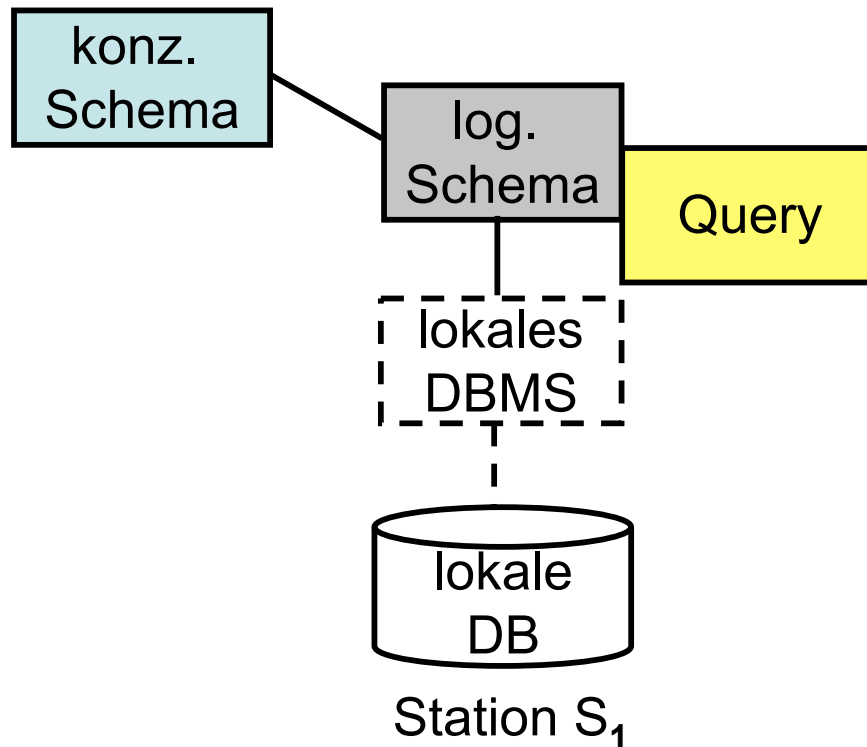 konz.
Schema
log.
Schema
Query
lokales
DBMS
lokale
DB
Station S₁